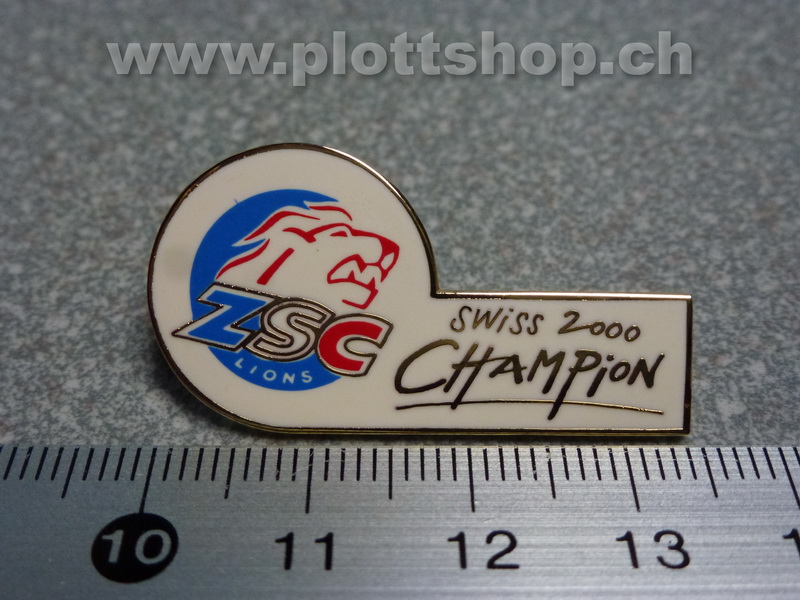 www.plottshop.ch
ZSC
LIONS
SWiSS 2000
CHAMPiON
10 11 12 13